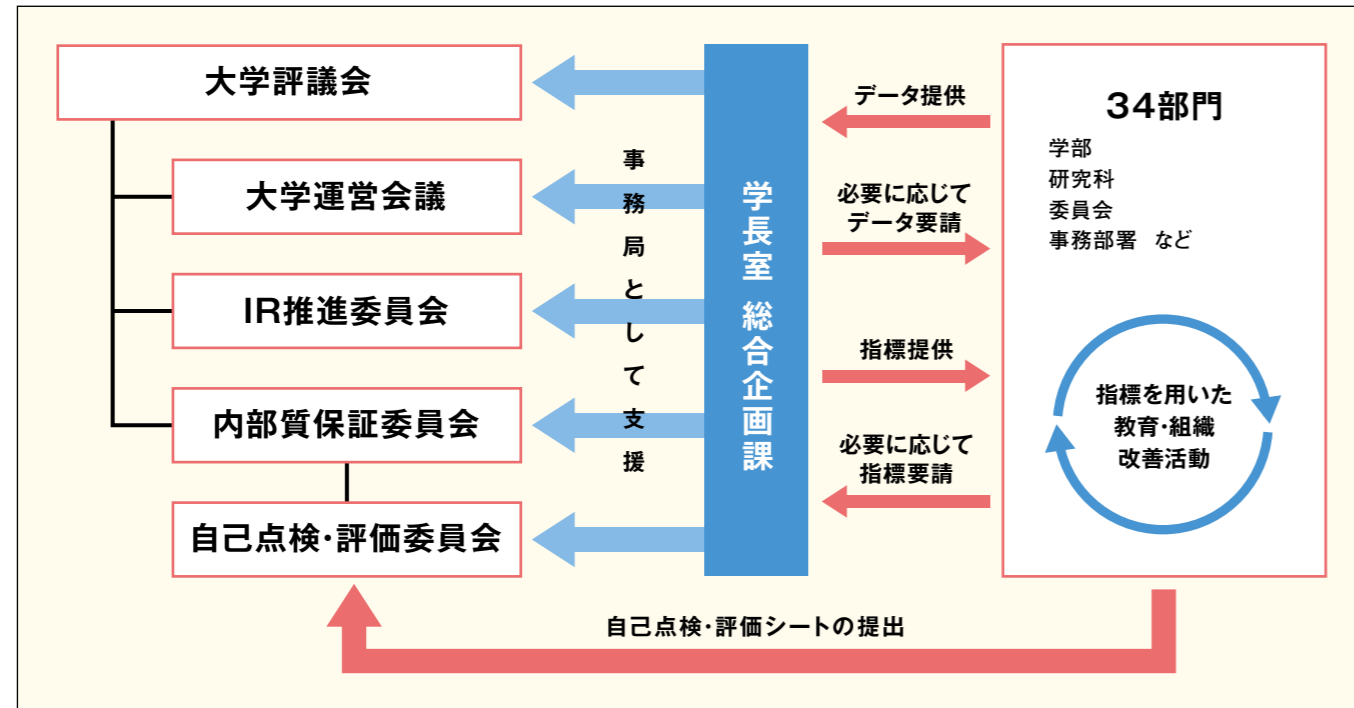 大学評議会
大学運営会議
IR推進委員会
内部質保証委員会
自己点検・評価委員会
事務局として支援
学長室 総合企画課
データ提供
必要に応じて
データ要請
指標提供
必要に応じて
指標要請
34部門
学部
研究科
委員会
事務部署 など
指標を用いた
教育・組織
改善活動
自己点検・評価シートの提出